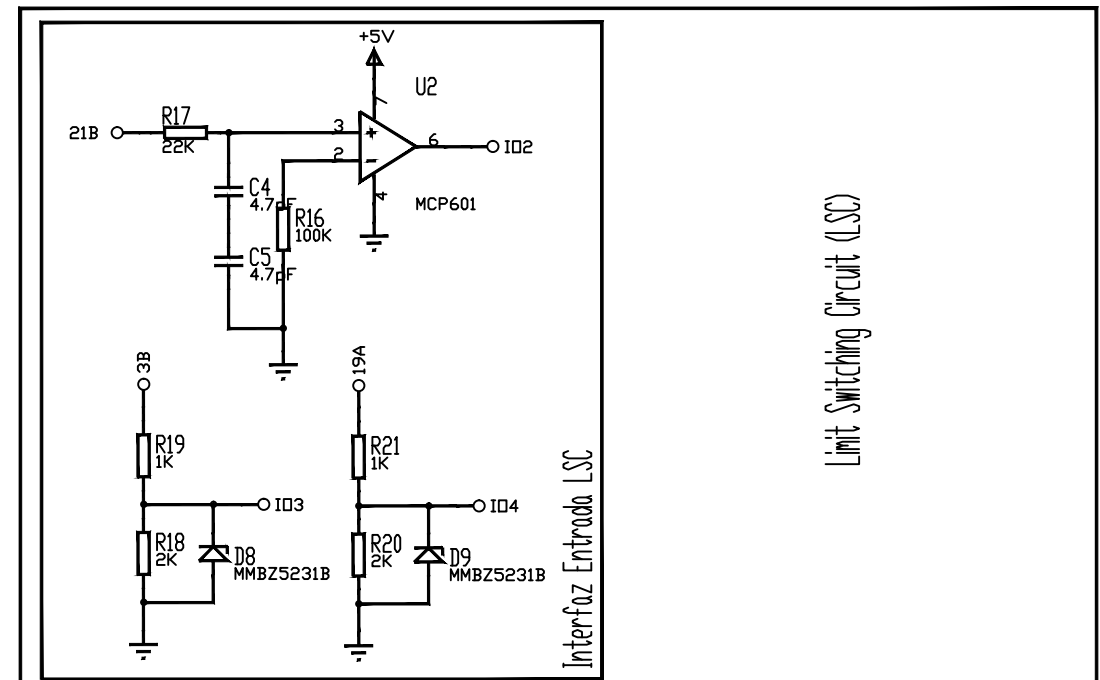 +5V
U2
7
R17
21B
22K
3
2
6
IO2
4
MCP601
C4
4.7pF
R16
100K
C5
4.7pF
3B
19A
R19
1K
R21
1K
IO3
IO4
R18
2K
D8
MMBZ5231B
R20
2K
D9
MMBZ5231B
Interfaz Entrada LSC
Limit Switching Circuit (LSC)